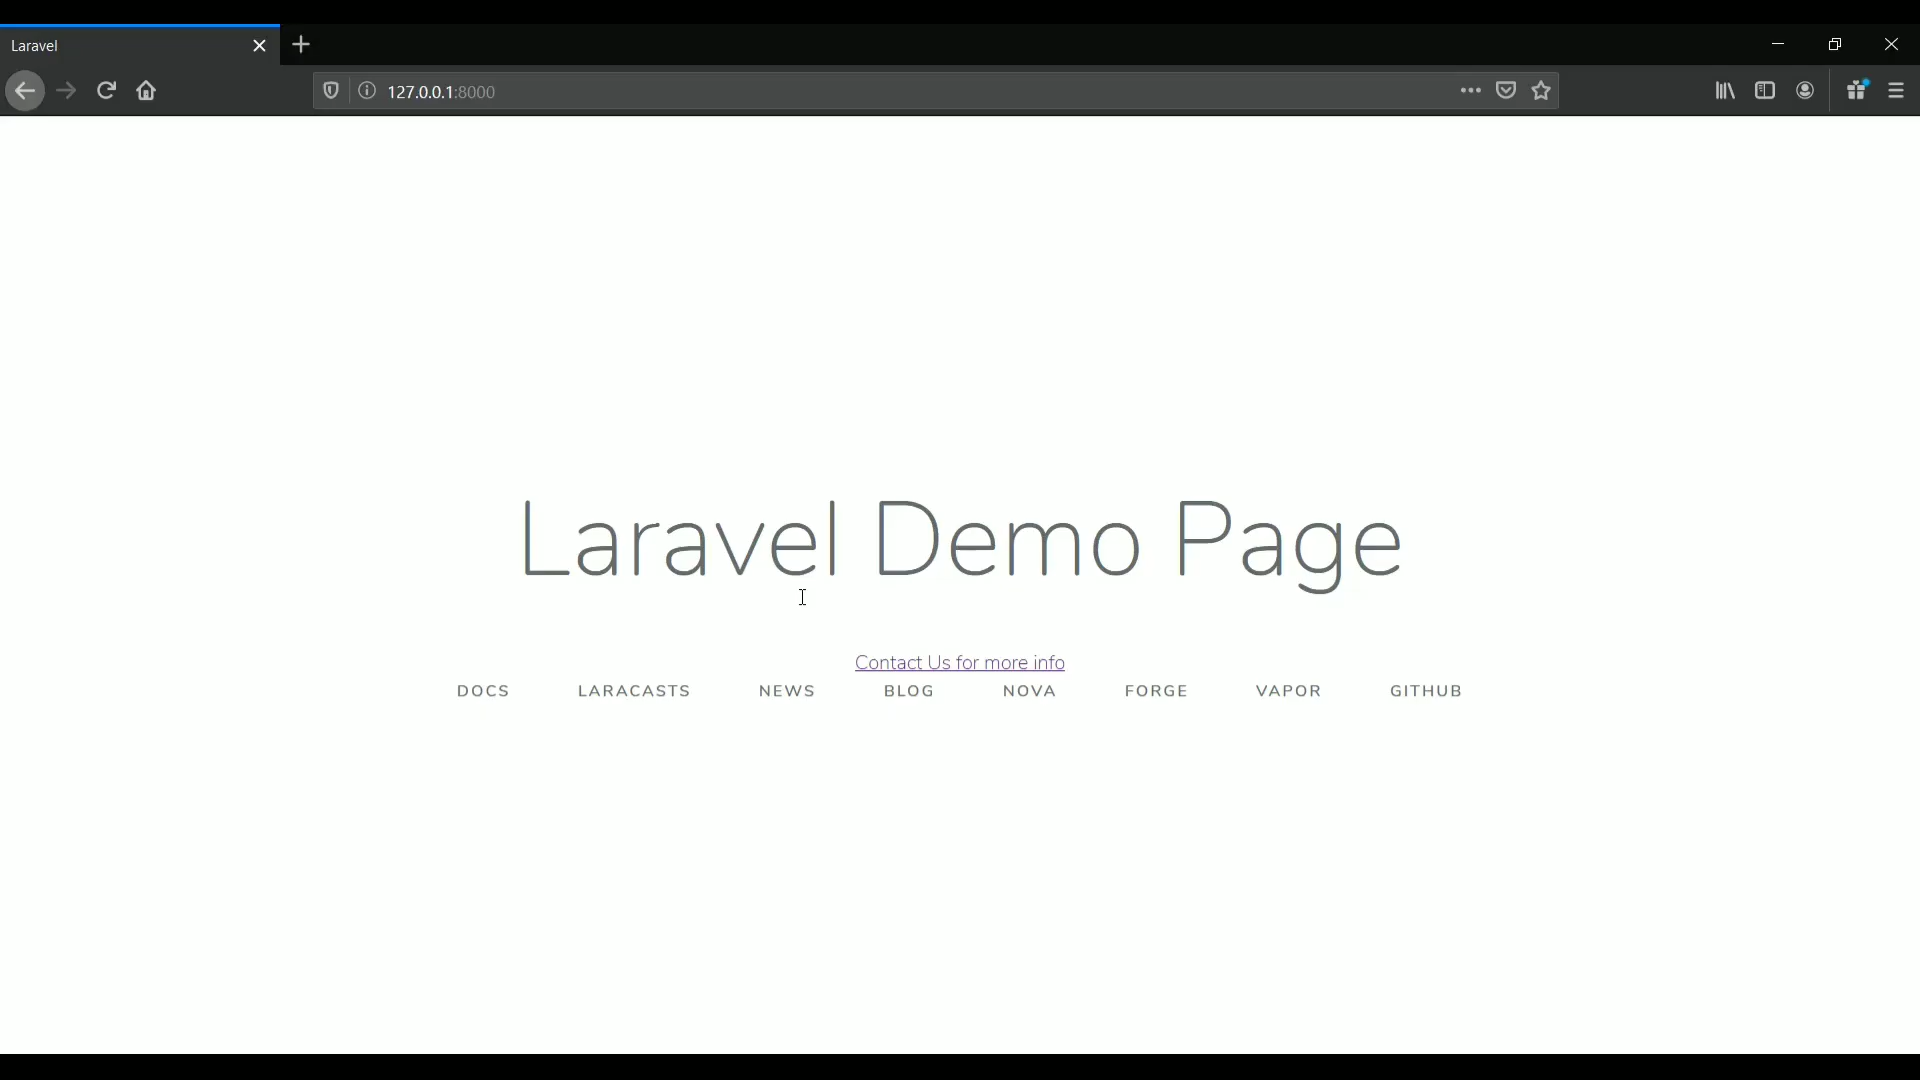 Laravel
127.0.0.1:8000
Laravel Demo Page
Contact Us for more info
DOCS LARACASTS NEWS BLOG NOVA FORGE VAPOR GITHUB